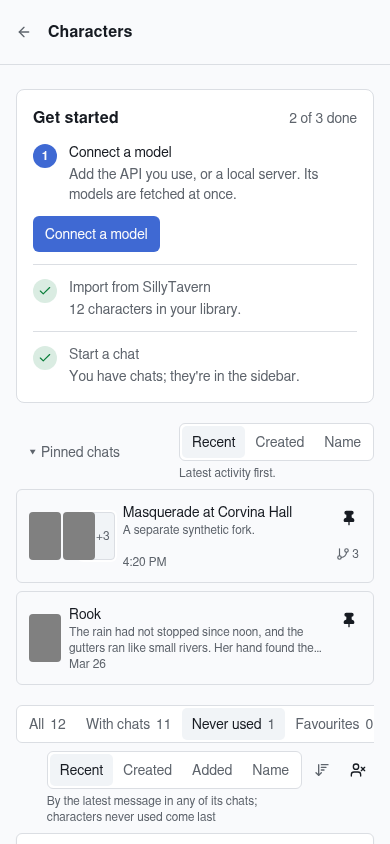 Characters
Get started
2 of 3 done
1
Connect a model
Add the API you use, or a local server. Its
models are fetched at once.
Connect a model
Import from SillyTavern
12 characters in your library.
Start a chat
You have chats; they're in the sidebar.
Pinned chats
Recent Created Name
Latest activity first.
+3
Masquerade at Corvina Hall
A separate synthetic fork.
4:20 PM
3
Rook
The rain had not stopped since noon, and the
gutters ran like small rivers. Her hand found the...
Mar 26
All 12 With chats 11 Never used 1 Favourites 0
Recent Created Added Name
By the latest message in any of its chats;
characters never used come last